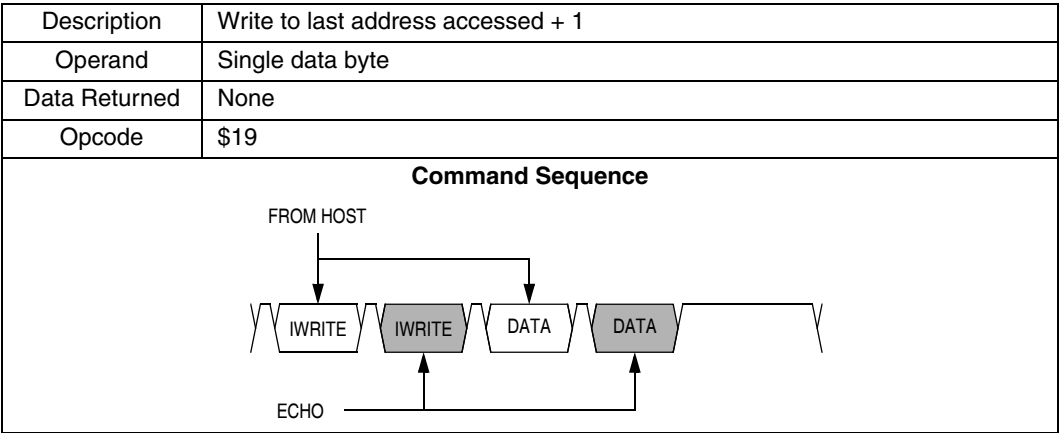 Description Write to last address accessed + 1
Operand Single data byte
Data Returned None
Opcode $19
Command Sequence
FROM HOST
IWRITE IWRITE DATA DATA
ECHO